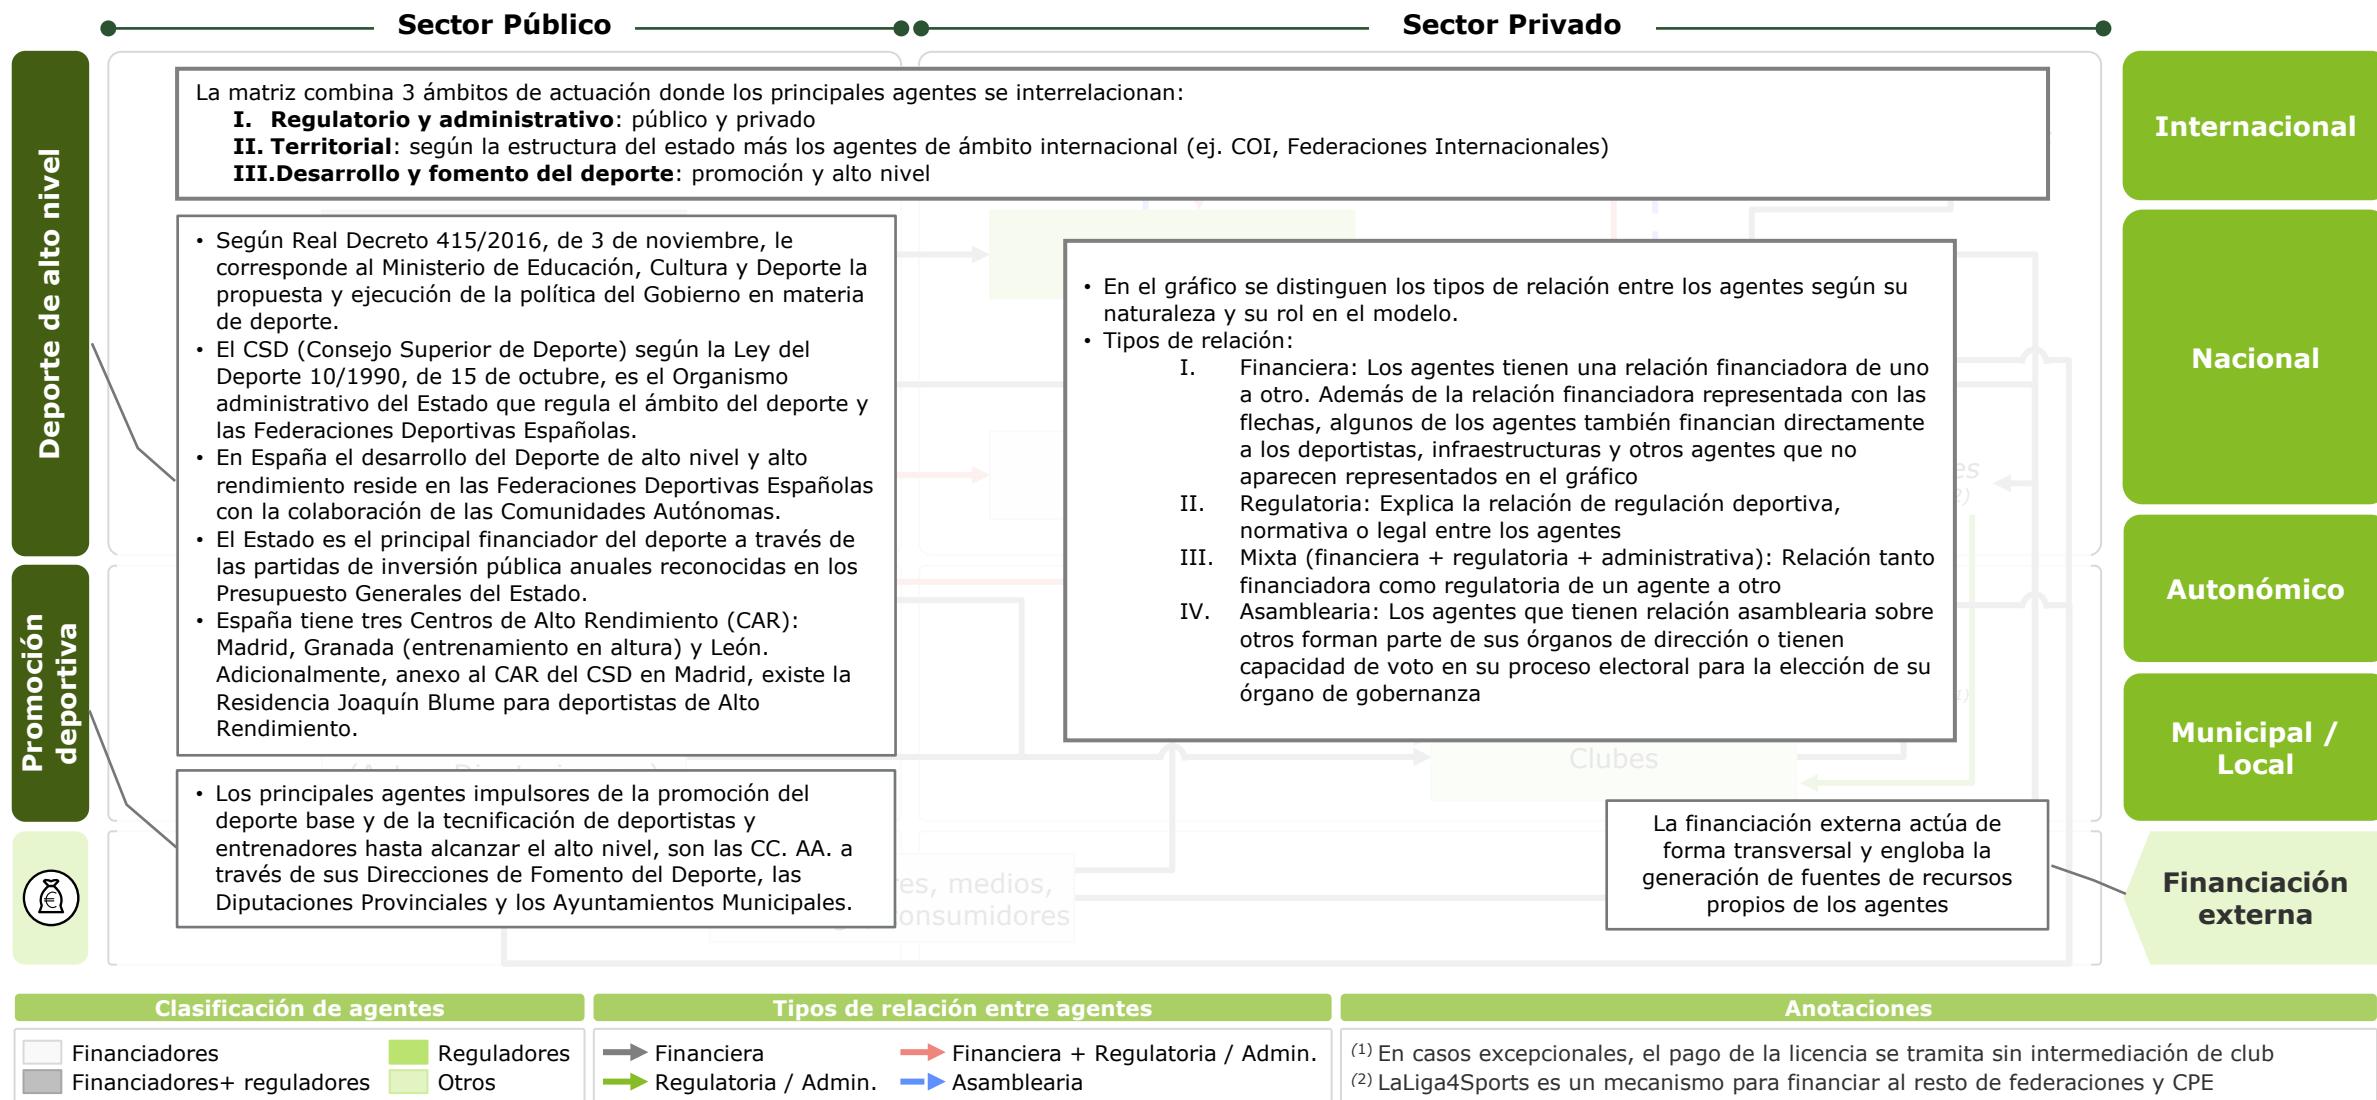 Sector Público
Sector Privado
Deporte de alto nivel
Promoción
deportiva
La matriz combina 3 ámbitos de actuación donde los principales agentes se interrelacionan:
I. Regulatorio y administrativo: público y privado
II. Territorial: según la estructura del estado más los agentes de ámbito internacional (ej. COI, Federaciones Internacionales)
III.Desarrollo y fomento del deporte: promoción y alto nivel
• Según Real Decreto 415/2016, de 3 de noviembre, le
corresponde al Ministerio de Educación, Cultura y Deporte la
propuesta y ejecución de la política del Gobierno en materia
de deporte.
• El CSD (Consejo Superior de Deporte) según la Ley del
Deporte 10/1990, de 15 de octubre, es el Organismo
administrativo del Estado que regula el ámbito del deporte y
las Federaciones Deportivas Españolas.
• En España el desarrollo del Deporte de alto nivel y alto
rendimiento reside en las Federaciones Deportivas Españolas
con la colaboración de las Comunidades Autónomas.
• El Estado es el principal financiador del deporte a través de
las partidas de inversión pública anuales reconocidas en los
Presupuesto Generales del Estado.
• España tiene tres Centros de Alto Rendimiento (CAR):
Madrid, Granada (entrenamiento en altura) y León.
Adicionalmente, anexo al CAR del CSD en Madrid, existe la
Residencia Joaquín Blume para deportistas de Alto
Rendimiento.
• Los principales agentes impulsores de la promoción del
deporte base y de la tecnificación de deportistas y
entrenadores hasta alcanzar el alto nivel, son las CC. AA. a
través de sus Direcciones de Fomento del Deporte, las
Diputaciones Provinciales y los Ayuntamientos Municipales.
• En el gráfico se distinguen los tipos de relación entre los agentes según su
naturaleza y su rol en el modelo.
• Tipos de relación:
I. Financiera: Los agentes tienen una relación financiadora de uno
a otro. Además de la relación financiadora representada con las
flechas, algunos de los agentes también financian directamente
a los deportistas, infraestructuras y otros agentes que no
aparecen representados en el gráfico
II. Regulatoria: Explica la relación de regulación deportiva,
normativa o legal entre los agentes
III. Mixta (financiera + regulatoria + administrativa): Relación tanto
financiadora como regulatoria de un agente a otro
IV. Asamblearia: Los agentes que tienen relación asamblearia sobre
otros forman parte de sus órganos de dirección o tienen
capacidad de voto en su proceso electoral para la elección de su
órgano de gobernanza
Clubes
res, medios,
onsumidores
La financiación externa actúa de
forma transversal y engloba la
generación de fuentes de recursos
propios de los agentes
Internacional
Nacional
Autonómico
Municipal /
Local
Financiación
externa
Clasificación de agentes
Financiadores
Reguladores
Financiadores+ reguladores
Otros
Tipos de relación entre agentes
Financiera
Financiera + Regulatoria / Admin.
Regulatoria / Admin.
Asamblearia
Anotaciones
(1) En casos excepcionales, el pago de la licencia se tramita sin intermediación de club
(2) LaLiga4Sports es un mecanismo para financiar al resto de federaciones y CPE